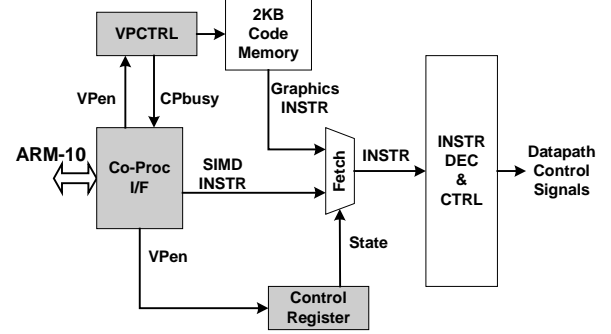 VPCTRL
2KB
Code
Memory
VPen
CPbusy
Graphics
INSTR
ARM-10
Co-Proc
I/F
SIMD
INSTR
Fetch
INSTR
INSTR
DEC
&
CTRL
Datapath
Control
Signals
State
VPen
Control
Register